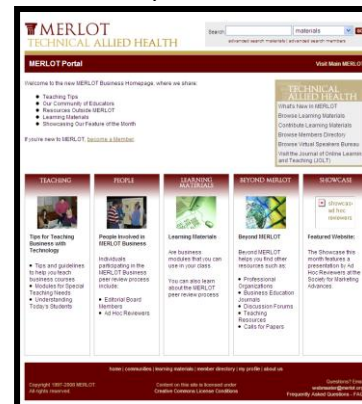 MERLOT
TECHNICAL ALLIED HEALTH
Search
materials
advanced search materials | advanced search members
MERLOT Portal
Visit Main MERLO
Welcome to the new MERLOT Business Homepage, where we share:
Teaching Tips
Our Community of Educators
Resources Outside MERLOT
Learning Materials
Showcasing Our Feature of the Month
If you're new to MERLOT, become a Member.
TECHNICAL
ALLIED HEALTH
What's New in MERLOT
Browse Learning Materials
Contribute Learning Materials
Browse Members Directory
Browse Virtual Speakers Bureau
Visit the Journal of Online Learnin
and Teaching (JOLT)
TEACHING
Tips for Teaching
Business with
Technology
Tips and guidelines
to help you teach
business courses.
Modules for Special
Teaching Needs
Understanding
Today's Students
PEOPLE
People Involved in
MERLOT Business
Individuals
participating in the
MERLOT Business
peer review process
include:
Editorial Board
Members
Ad Hoc Reviewers
LEARNING
MATERIALS
Learning Materials
Are business
modules that you can
use in your class.
You can also learn
about the MERLOT
peer review process
BEYOND MERLOT
Beyond MERLOT
Beyond MERLOT
helps you find other
resources such as:
Professional
Organizations
Business Education
Journals
Discussion Forums
Teaching
Resources
Calls for Papers
SHOWCASE
showcase
ad hoc
reviewers
Featured Website:
The Showcase this
month features a
presentation by Ad
Hoc Reviewers at the
Society for Marketing
Advances.
home | communities | learning materials | member directory | my profile | about us
Copyright 1997-2006 MERLOT.
All rights reserved.
Content on this site is licensed under
Creative Commons Licenser Conditions
Questions? Ema
webmaster@merlot.or
Frequently Asked Questions - FAQ